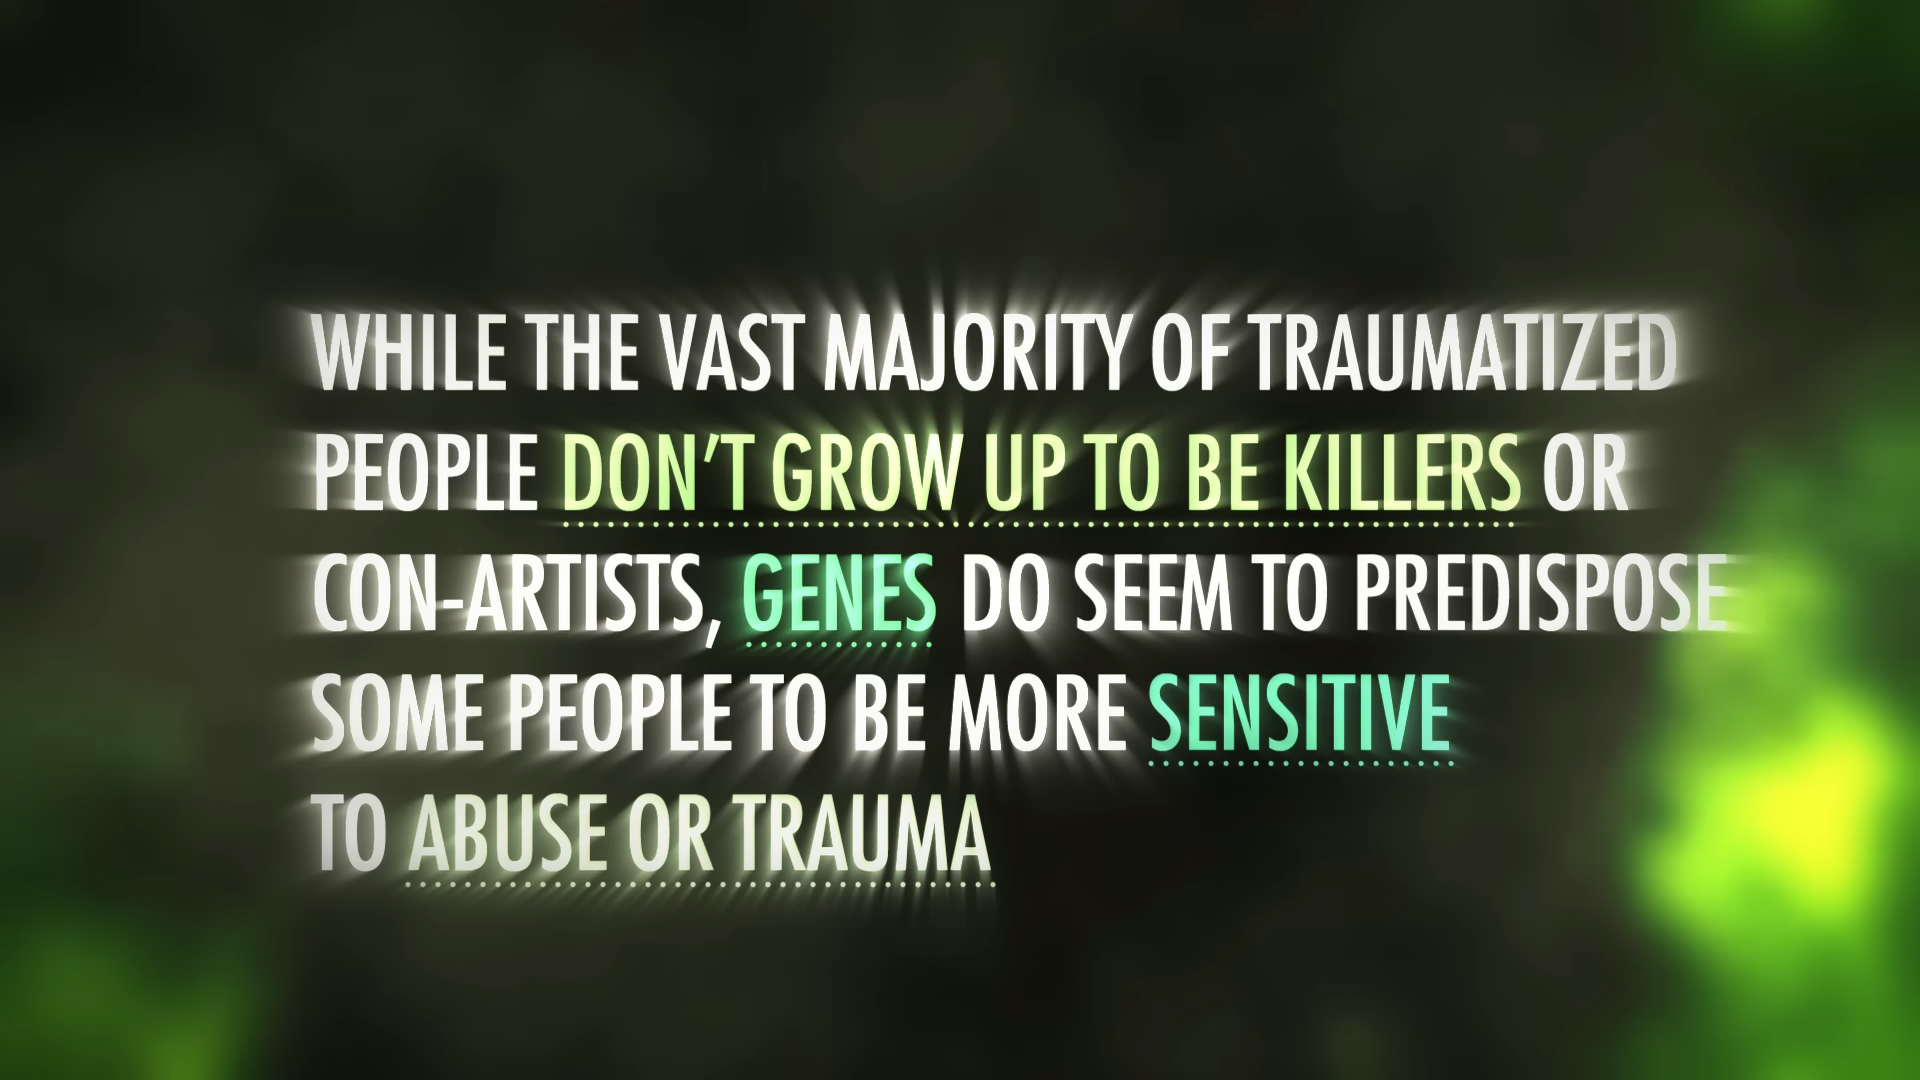 WHILE THE VAST MAJORITY OF TRAUMATIZED
PEOPLE DON’T GROW UP TO BE KILLERS OR
CON-ARTISTS, GENES DO SEEM TO PREDISPOSE
SOME PEOPLE TO BE MORE SENSITIVE
TO ABUSE OR TRAUMA